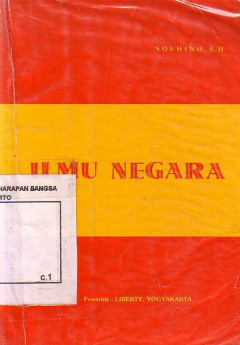 SOEHINO, S.H.
ILMU NEGARA
HARAPAN BANGSA
RTO
c.1
Penerbit : LIBERTY, YOGYAKARTA.